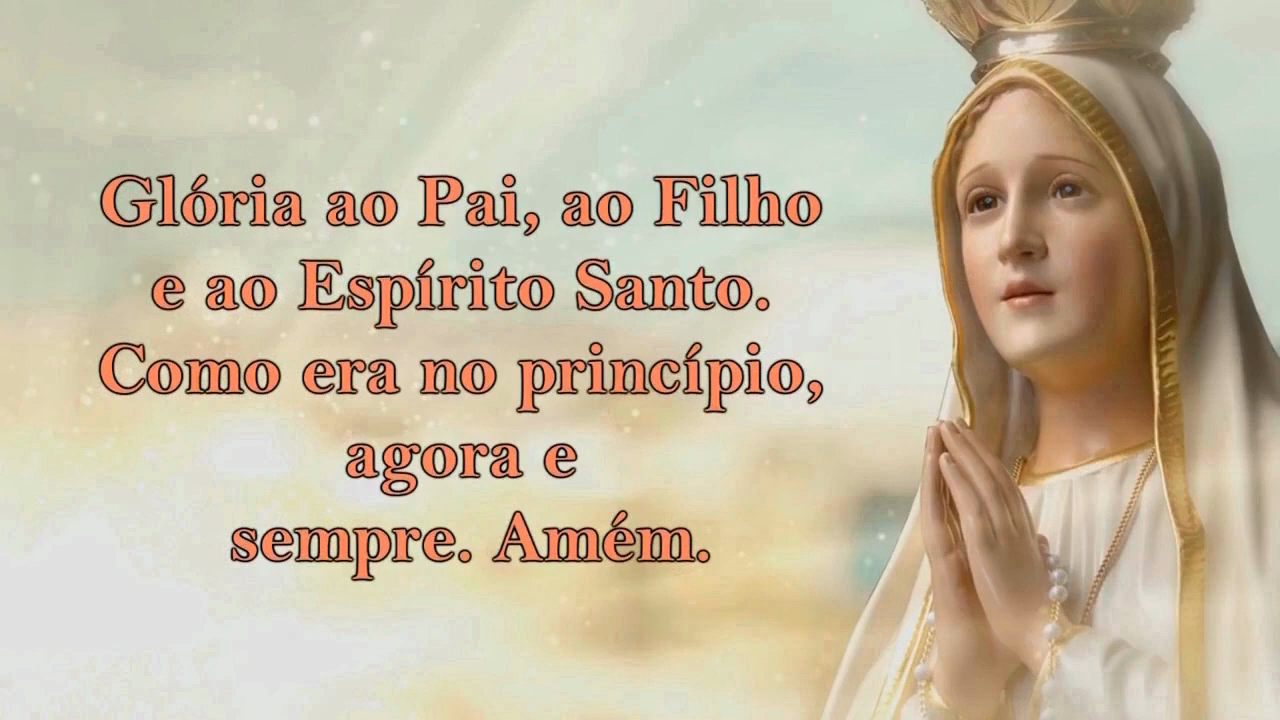 Glória ao Pai, ao Filho
e ao Espírito Santo.
Como era no princípio,
agora e
sempre. Amém.